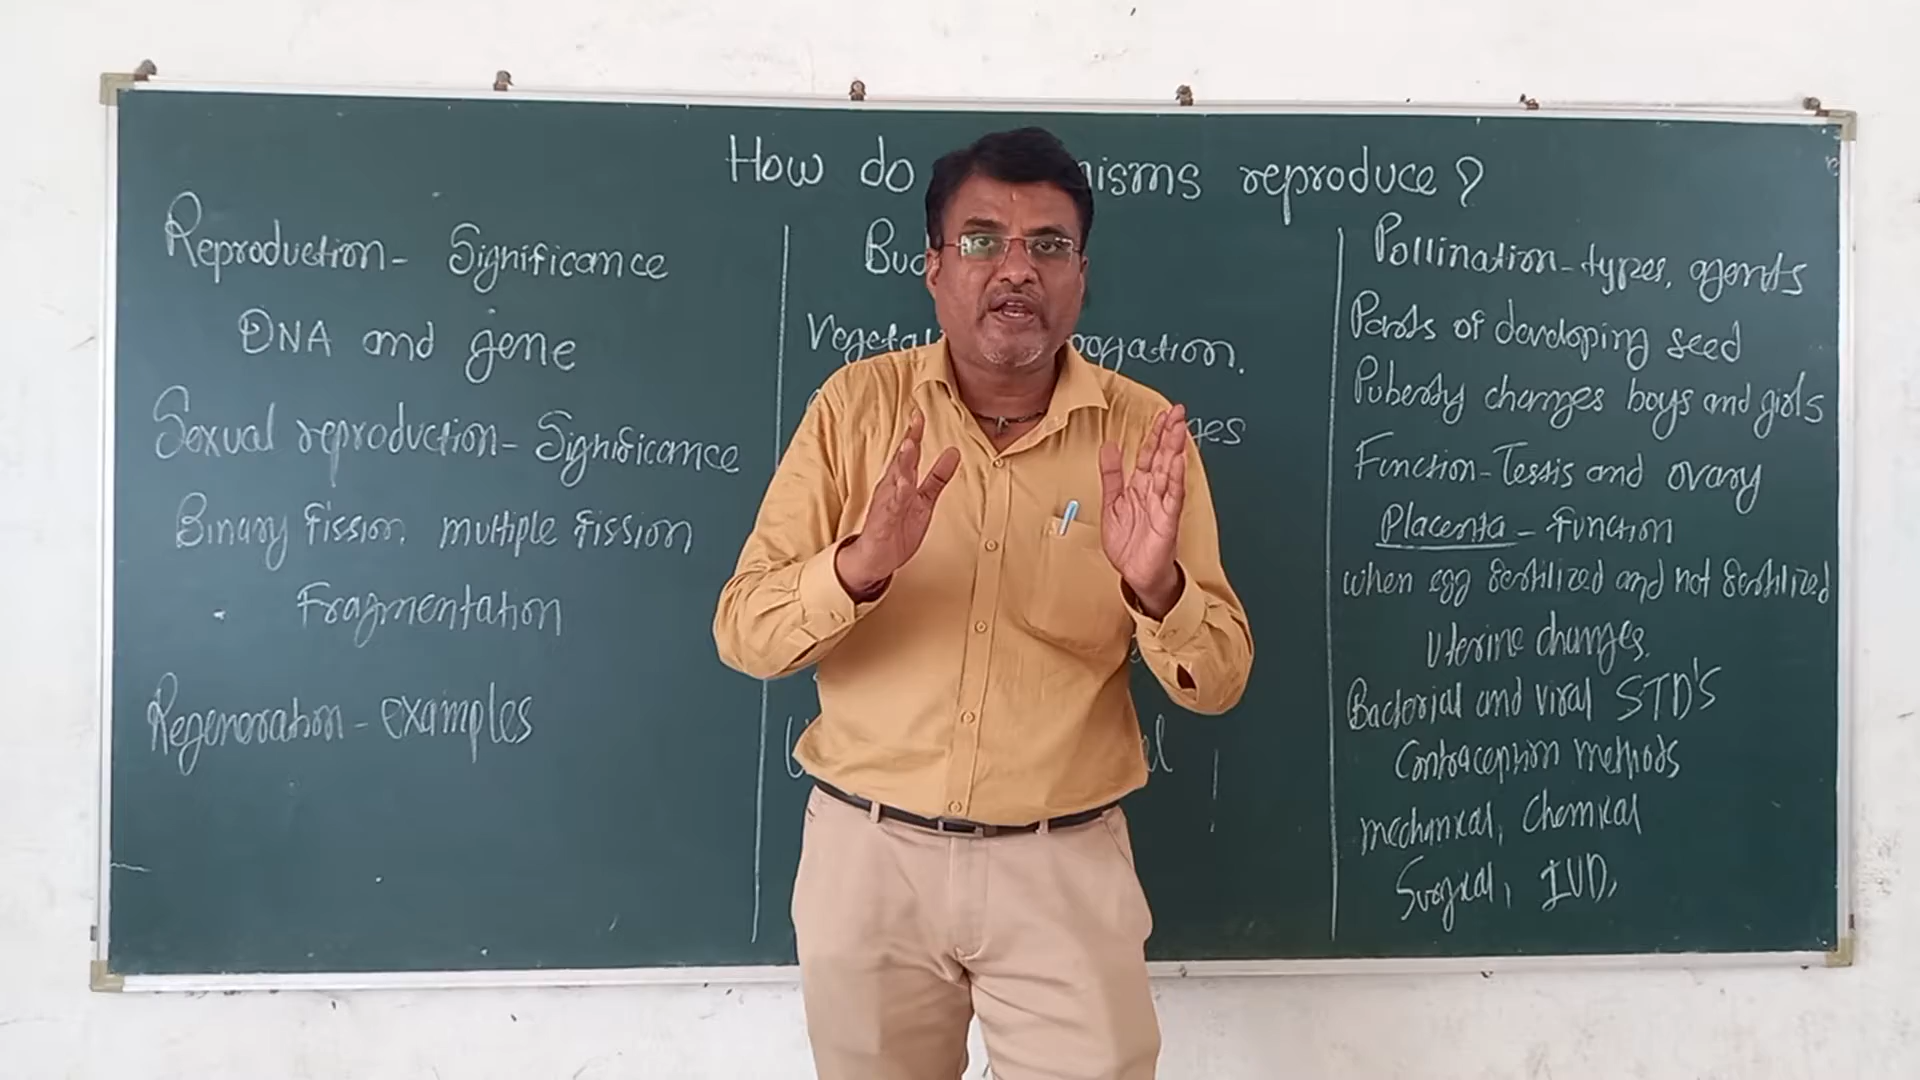 How do nisms reproduce?
Reproduction - Significance
DNA and gene
Sexual reproduction - Significance
Binary fission, multiple fission
Fragmentation
Regeneration - examples
Bud
Vegeta ogation.
ges
Pollination - types, agents
Parts of developing seed
Puberty changes boys and girls
Function - Testis and ovary
Placenta - function
when egg fertilized and not fertilized
Uterine changes.
Bacterial and viral STD's
Contraception methods
mechanical, Chemical
Surgical, IUD,